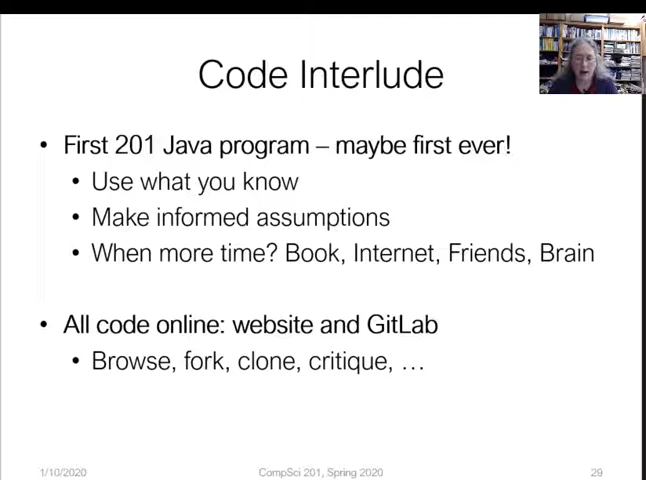 Code Interlude
• First 201 Java program – maybe first ever!
• Use what you know
• Make informed assumptions
• When more time? Book, Internet, Friends, Brain
• All code online: website and GitLab
• Browse, fork, clone, critique, …
1/10/2020
CompSci 201, Spring 2020
29